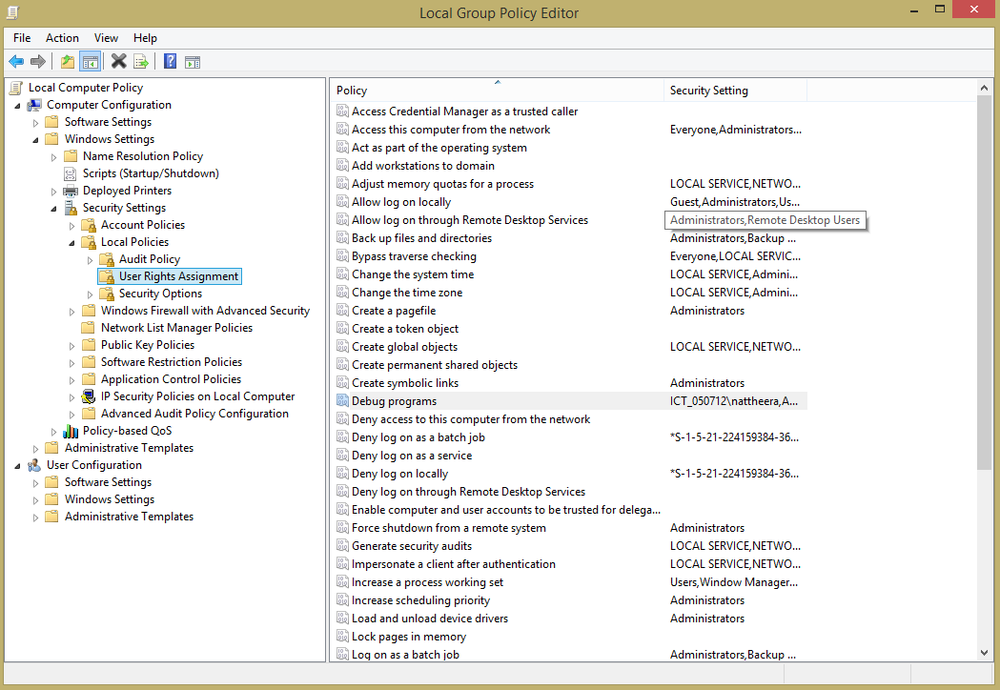 Local Group Policy Editor
File Action View Help
Local Computer Policy
Computer Configuration
Software Settings
Windows Settings
Name Resolution Policy
Scripts (Startup/Shutdown)
Deployed Printers
Security Settings
Account Policies
Local Policies
Audit Policy
User Rights Assignment
Security Options
Windows Firewall with Advanced Security
Network List Manager Policies
Public Key Policies
Software Restriction Policies
Application Control Policies
IP Security Policies on Local Computer
Advanced Audit Policy Configuration
Policy-based QoS
Administrative Templates
User Configuration
Software Settings
Windows Settings
Administrative Templates
Policy Security Setting
Access Credential Manager as a trusted caller
Access this computer from the network Everyone,Administrators...
Act as part of the operating system
Add workstations to domain
Adjust memory quotas for a process LOCAL SERVICE,NETWO...
Allow log on locally Guest,Administrators,Us...
Allow log on through Remote Desktop Services Administrators,Remote Desktop Users
Back up files and directories Administrators,Backup ...
Bypass traverse checking Everyone,LOCAL SERVIC...
Change the system time LOCAL SERVICE,Admini...
Change the time zone LOCAL SERVICE,Admini...
Create a pagefile Administrators
Create a token object
Create global objects LOCAL SERVICE,NETWO...
Create permanent shared objects
Create symbolic links Administrators
Debug programs ICT_050712\nattheera,A...
Deny access to this computer from the network
Deny log on as a batch job *S-1-5-21-224159384-36...
Deny log on as a service
Deny log on locally *S-1-5-21-224159384-36...
Deny log on through Remote Desktop Services
Enable computer and user accounts to be trusted for delega...
Force shutdown from a remote system Administrators
Generate security audits LOCAL SERVICE,NETWO...
Impersonate a client after authentication LOCAL SERVICE,NETWO...
Increase a process working set Users,Window Manager...
Increase scheduling priority Administrators
Load and unload device drivers Administrators
Lock pages in memory
Log on as a batch job Administrators,Backup ...